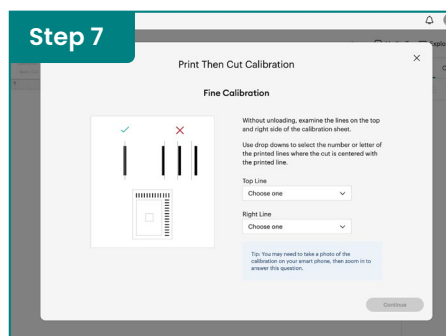 Step 7
Explo
Print Then Cut Calibration
Fine Calibration
Without unloading, examine the lines on the top
and right side of the calibration sheet.
Use drop downs to select the number or letter of
the printed lines where the cut is centered with
the printed line.
Top Line
Choose one
Right Line
Choose one
Tip: You may need to take a photo of the
calibration on your smart phone, then zoom in to
answer this question.
Continue